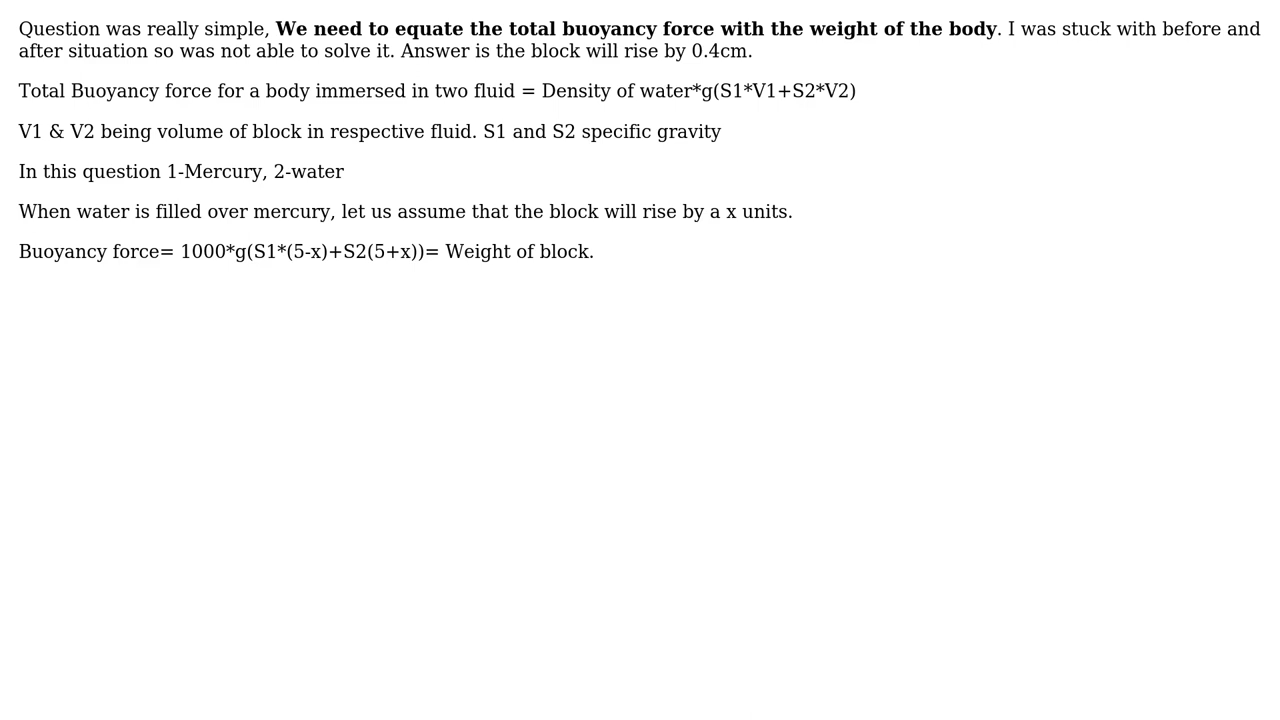 Question was really simple, We need to equate the total buoyancy force with the weight of the body. I was stuck with before and
after situation so was not able to solve it. Answer is the block will rise by 0.4cm.
Total Buoyancy force for a body immersed in two fluid = Density of water*g(S1*V1+S2*V2)
V1 & V2 being volume of block in respective fluid. S1 and S2 specific gravity
In this question 1-Mercury, 2-water
When water is filled over mercury, let us assume that the block will rise by a x units.
Buoyancy force= 1000*g(S1*(5-x)+S2(5+x))= Weight of block.